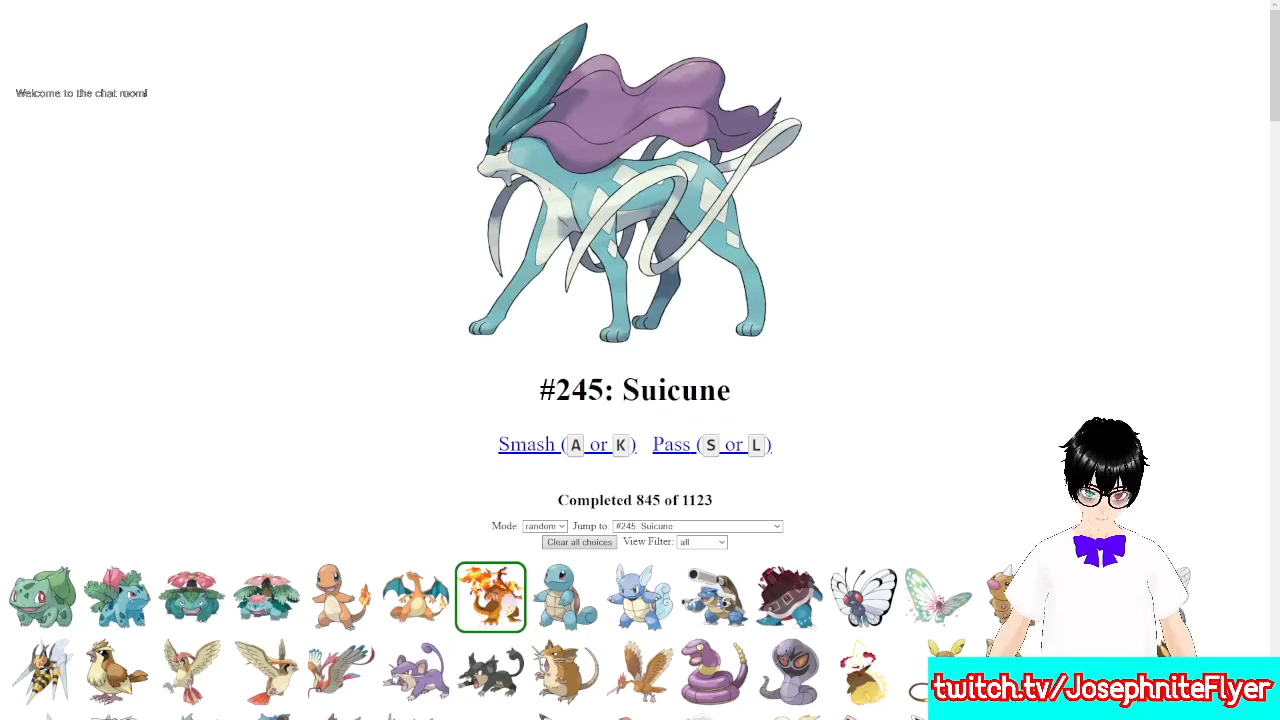 Welcome to the chat room!
#245: Suicune
Smash (A or K) Pass (S or L)
Completed 845 of 1123
Mode: random Jump to: #245. Suicune
Clear all choices View Filter: all
twitch.tv/JosephniteFlyer